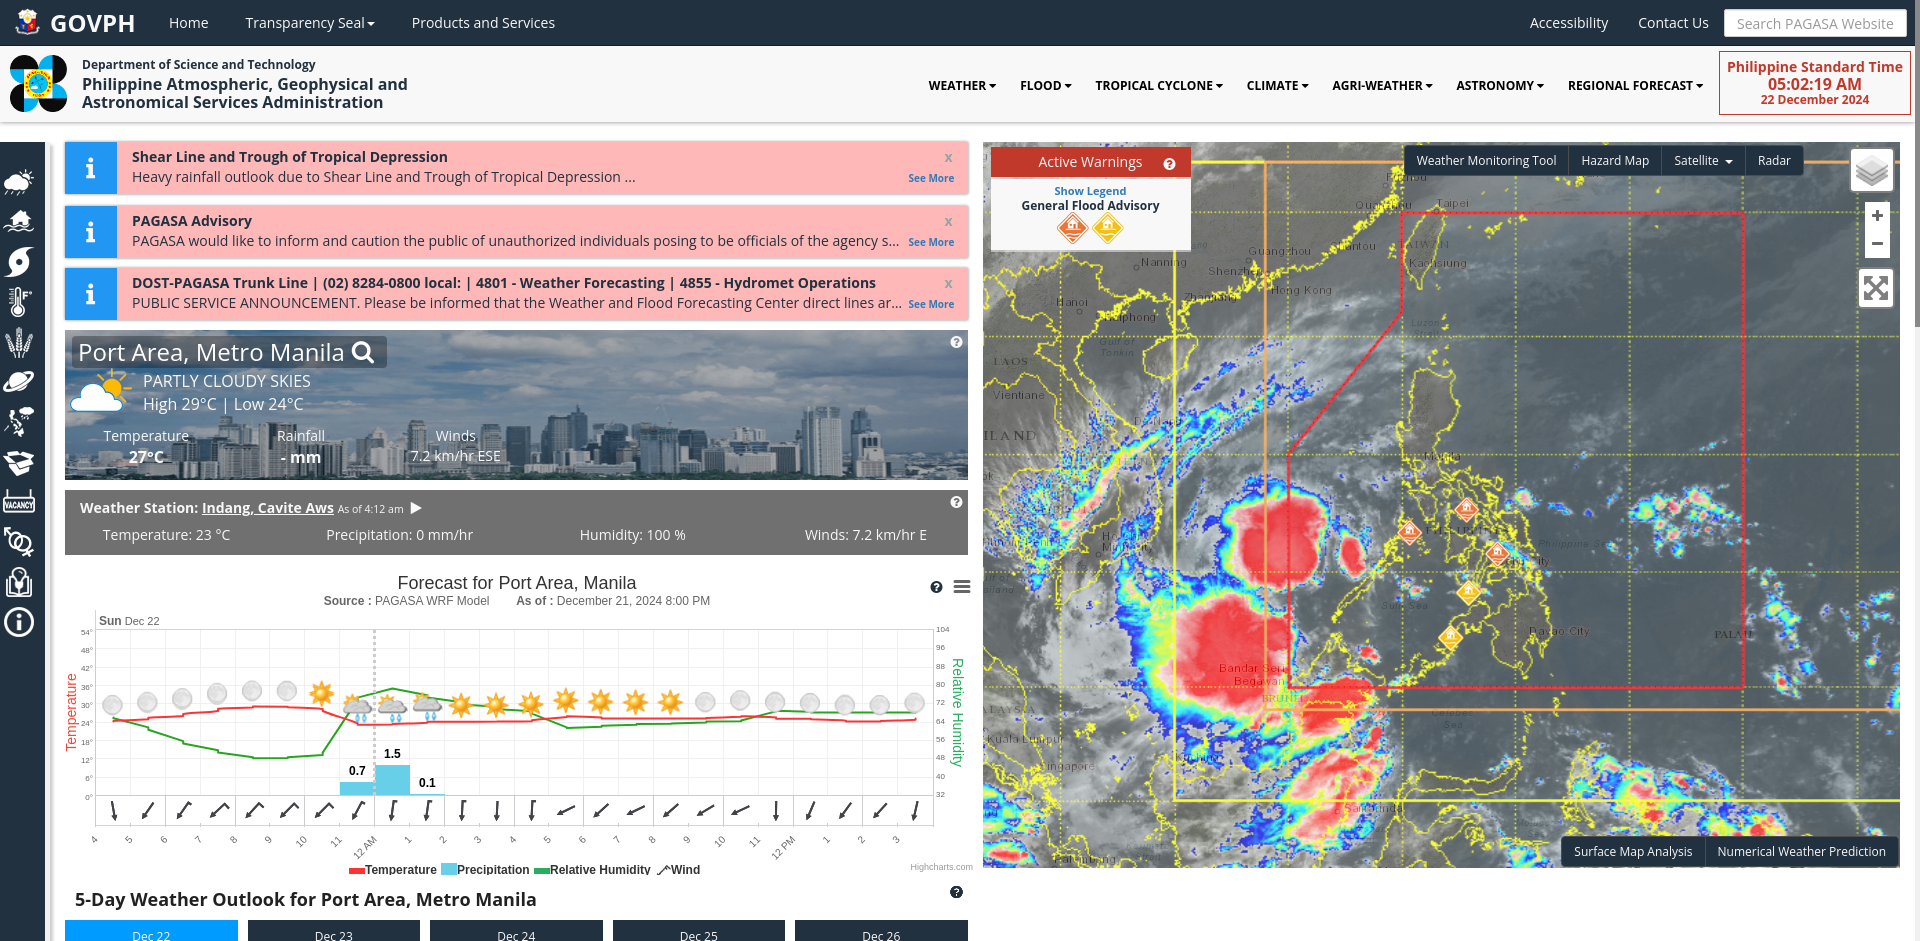 GOVPH
Home
Transparency Seal
Products and Services
Accessibility
Contact Us
Search PAGASA Website
Department of Science and Technology
Philippine Atmospheric, Geophysical and
Astronomical Services Administration
WEATHER
FLOOD
TROPICAL CYCLONE
CLIMATE
AGRI-WEATHER
ASTRONOMY
REGIONAL FORECAST
Philippine Standard Time
05:02:19 AM
22 December 2024
Shear Line and Trough of Tropical Depression
x
Heavy rainfall outlook due to Shear Line and Trough of Tropical Depression ...
See More
PAGASA Advisory
x
PAGASA would like to inform and caution the public of unauthorized individuals posing to be officials of the agency s...
See More
DOST-PAGASA Trunk Line | (02) 8284-0800 local: | 4801 - Weather Forecasting | 4855 - Hydromet Operations
x
PUBLIC SERVICE ANNOUNCEMENT. Please be informed that the Weather and Flood Forecasting Center direct lines ar...
See More
VACANCY
Port Area, Metro Manila
PARTLY CLOUDY SKIES
High 29°C | Low 24°C
Temperature
27°C
Rainfall
- mm
Winds
7.2 km/hr ESE
Weather Station: Indang, Cavite Aws As of 4:12 am
Temperature: 23 °C
Precipitation: 0 mm/hr
Humidity: 100 %
Winds: 7.2 km/hr E
Forecast for Port Area, Manila
Source : PAGASA WRF Model As of : December 21, 2024 8:00 PM
Sun Dec 22
54°
48°
42°
36°
30°
24°
18°
12°
6°
0°
Temperature
104
96
88
80
72
64
56
48
40
32
Relative Humidity
0.7
1.5
0.1
4
5
6
7
8
9
10
11
12 AM
1
2
3
4
5
6
7
8
9
10
11
12 PM
1
2
3
Temperature
Precipitation
Relative Humidity
Wind
Highcharts.com
5-Day Weather Outlook for Port Area, Metro Manila
Dec 22
Dec 23
Dec 24
Dec 25
Dec 26
Active Warnings
Show Legend
General Flood Advisory
Weather Monitoring Tool
Hazard Map
Satellite
Radar
+
−
Taipei
Guangzhou
Shantou
Nanning
Shenzhen
Kaohsiung
Hong Kong
Zhanjiang
Hanoi
Haiphong
Luzon
Gulf of
Tonkin
LAOS
Vientiane
Manila
Philippine Sea
Sulu Sea
Davao City
PALAU
Bandar Seri
Begawan
BRUNEI
Celebes
Sea
Kuala Lumpur
Singapore
Kuching
Samarinda
Palembang
Surface Map Analysis
Numerical Weather Prediction